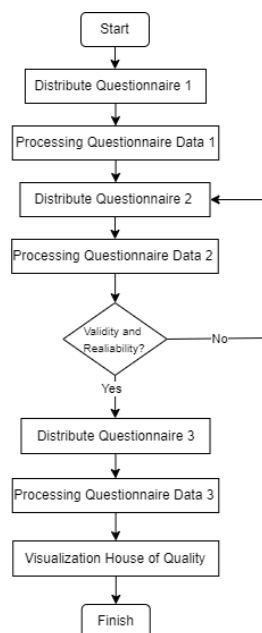 Start
Distribute Questionnaire 1
Processing Questionnaire Data 1
Distribute Questionnaire 2
Processing Questionnaire Data 2
Validity and
Realiability?
No
Yes
Distribute Questionnaire 3
Processing Questionnaire Data 3
Visualization House of Quality
Finish